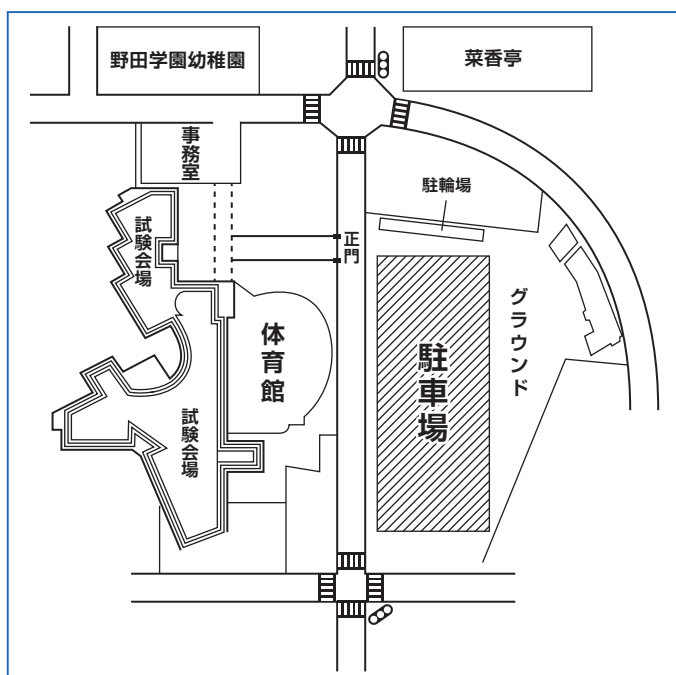 野田学園幼稚園
菜香亭
事務室
駐輪場
試験会場
正門
グラウンド
体育館
駐車場
試験会場